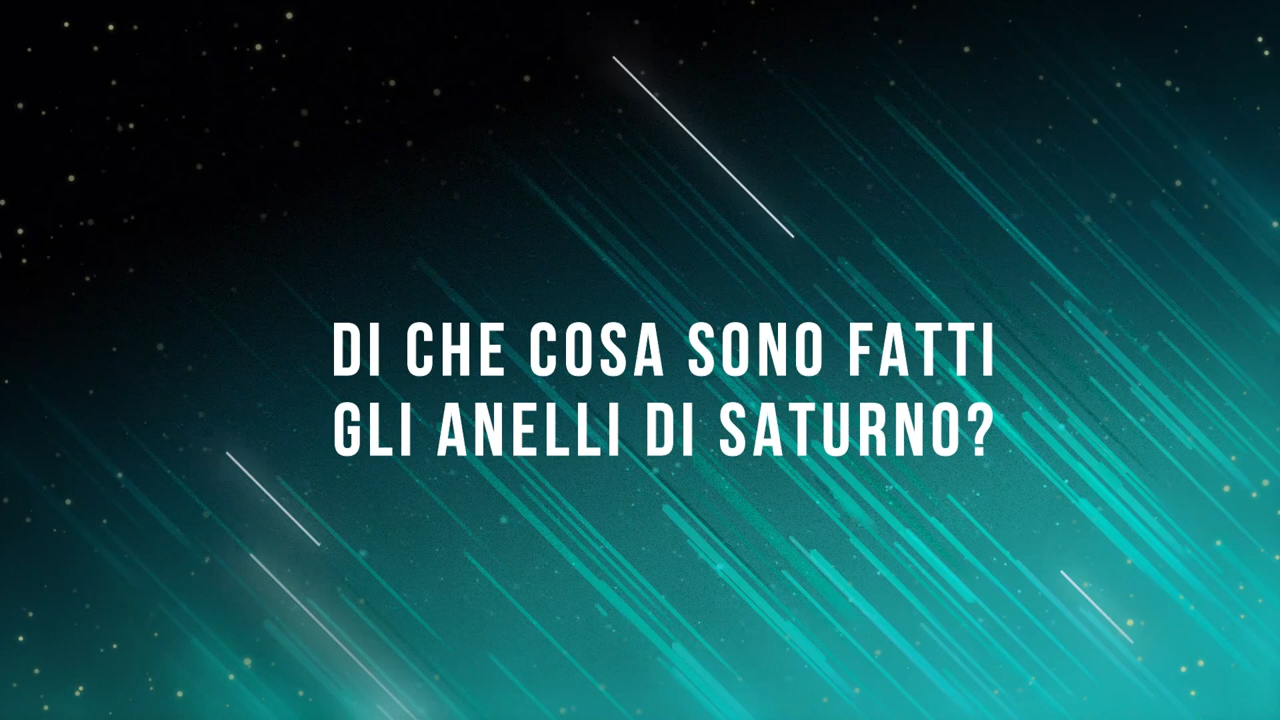 DI CHE COSA SONO FATTI
GLI ANELLI DI SATURNO?